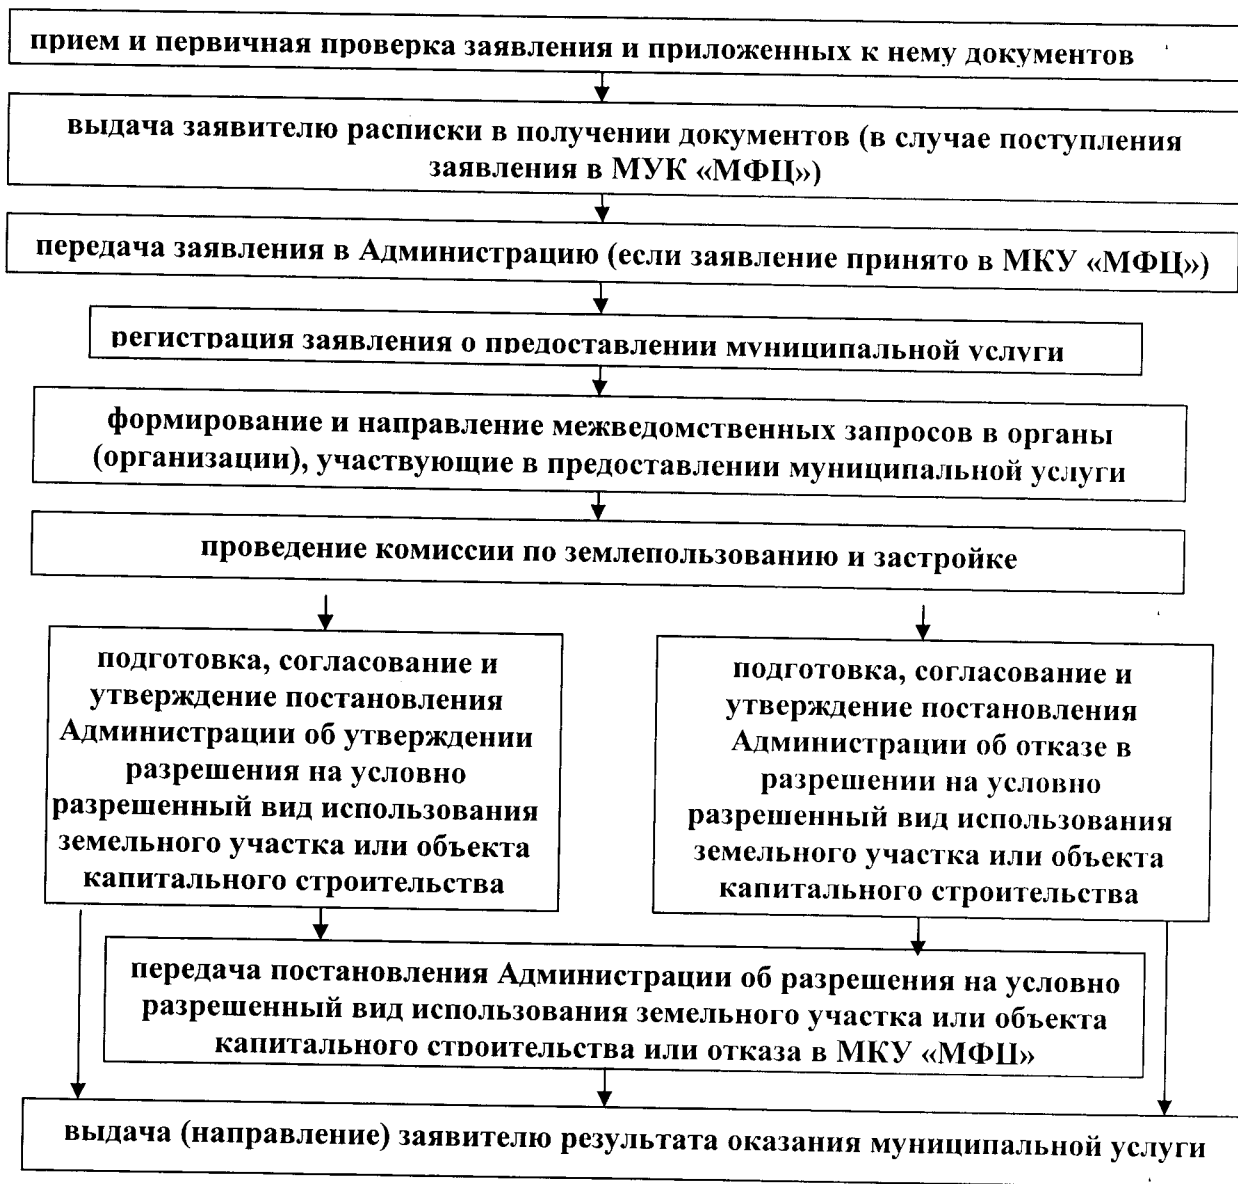 прием и первичная проверка заявления и приложенных к нему документов
выдача заявителю расписки в получении документов (в случае поступления
заявления в МУК «МФЦ»)
передача заявления в Администрацию (если заявление принято в МКУ «МФЦ»)
регистрация заявления о предоставлении муниципальной услуги
формирование и направление межведомственных запросов в органы
(организации), участвующие в предоставлении муниципальной услуги
проведение комиссии по землепользованию и застройке
подготовка, согласование и
утверждение постановления
Администрации об утверждении
разрешения на условно
разрешенный вид использования
земельного участка или объекта
капитального строительства
подготовка, согласование и
утверждение постановления
Администрации об отказе в
разрешении на условно
разрешенный вид использования
земельного участка или объекта
капитального строительства
передача постановления Администрации об разрешения на условно
разрешенный вид использования земельного участка или объекта
капитального строительства или отказа в МКУ «МФЦ»
выдача (направление) заявителю результата оказания муниципальной услуги